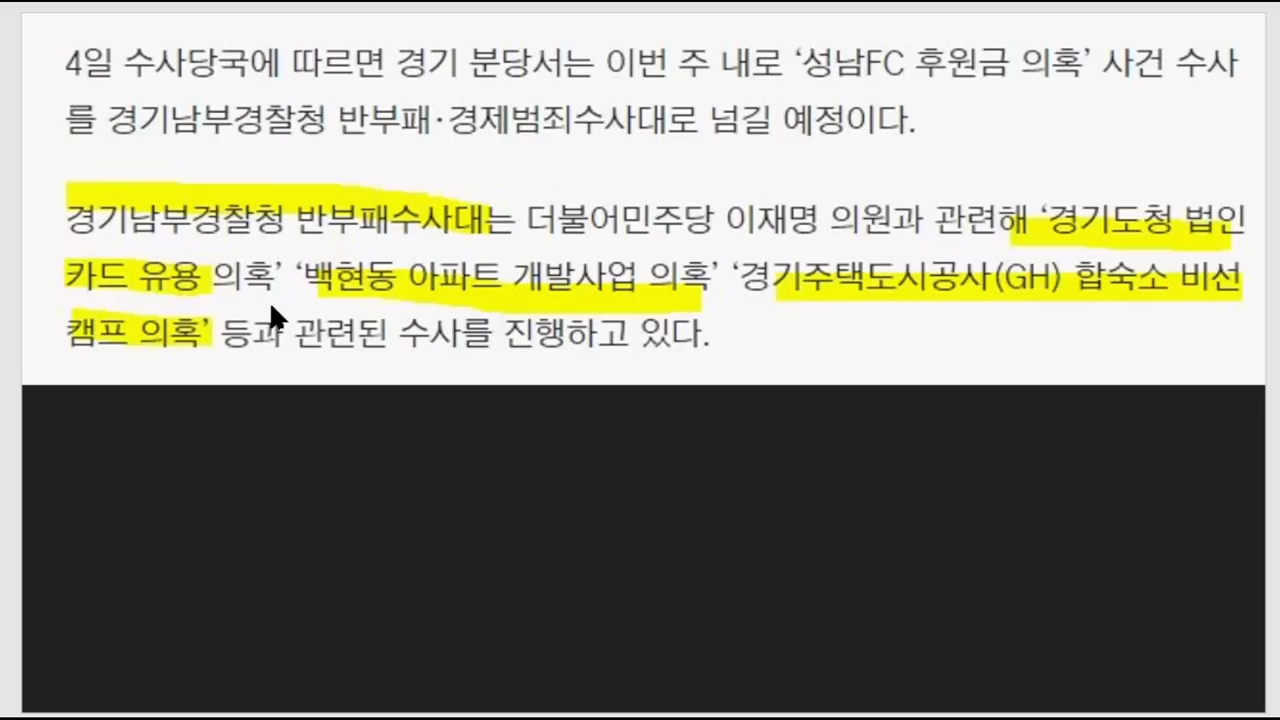 4일 수사당국에 따르면 경기 분당서는 이번 주 내로 ‘성남FC 후원금 의혹’ 사건 수사
를 경기남부경찰청 반부패·경제범죄수사대로 넘길 예정이다.
경기남부경찰청 반부패수사대는 더불어민주당 이재명 의원과 관련해 ‘경기도청 법인
카드 유용 의혹’ ‘백현동 아파트 개발사업 의혹’ ‘경기주택도시공사(GH) 합숙소 비선
캠프 의혹’ 등과 관련된 수사를 진행하고 있다.